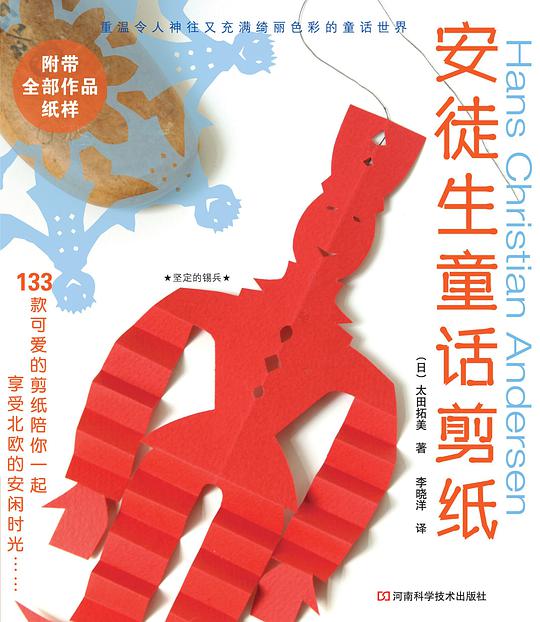 重温令人神往又充满绮丽色彩的童话世界
附带
全部作品
纸样
安徒生童话剪纸
Hans Christian Andersen
★坚定的锡兵★
(日) 太田拓美 著 李晓洋 译
133
款可爱的剪纸陪你一起
享受北欧的安闲时光……
河南科学技术出版社